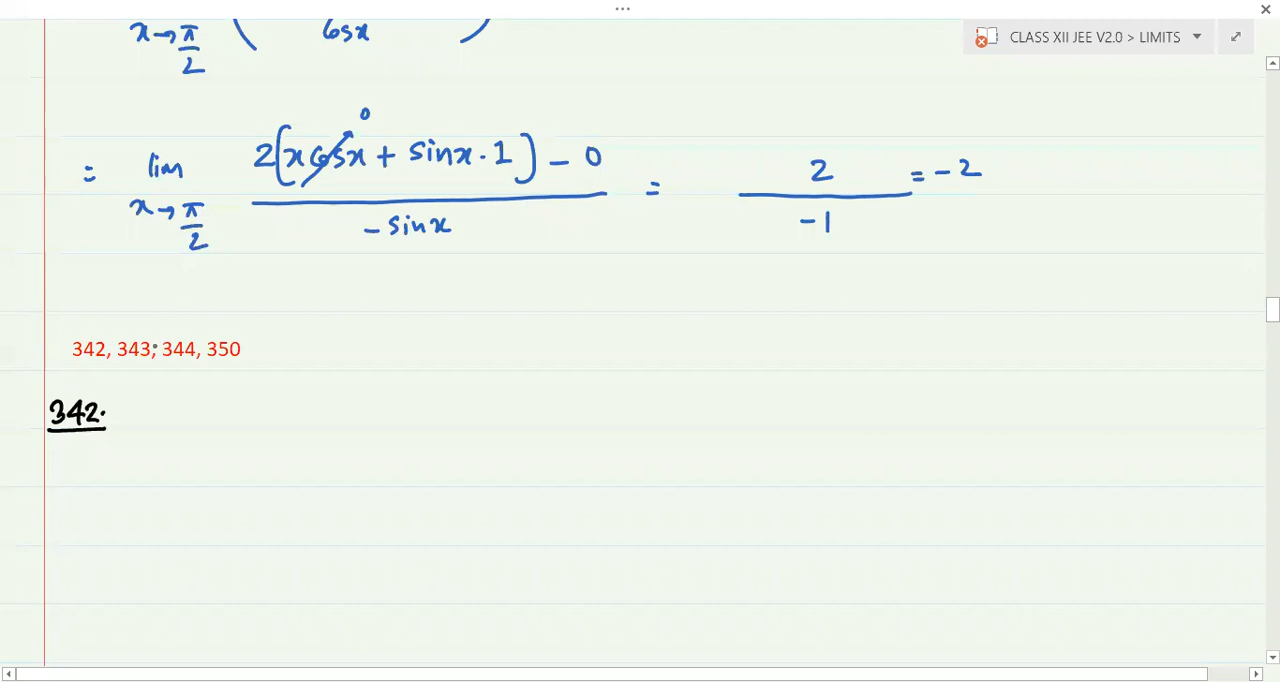 CLASS XII JEE V2.0 > LIMITS
x→π/2 ( cosx )
= lim x→π/2 2(x cosx + sinx · 1) − 0 / − sinx = 2 / −1 = −2
0
342, 343; 344, 350
342.